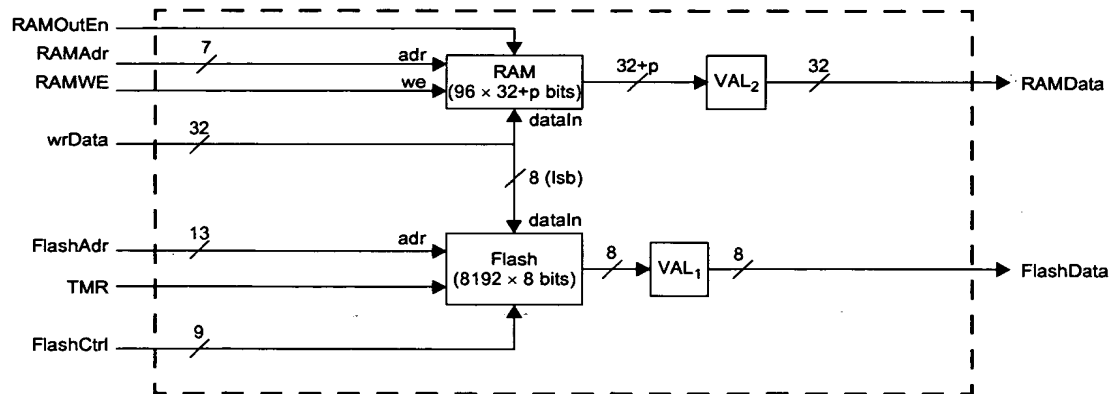 RAMOutEn
RAMAdr
7
adr
RAMWE
we
RAM
(96 × 32+p bits)
32+p
VAL2
32
RAMData
dataIn
wrData
32
8 (lsb)
dataIn
FlashAdr
13
adr
Flash
(8192 × 8 bits)
8
VAL1
8
FlashData
TMR
FlashCtrl
9